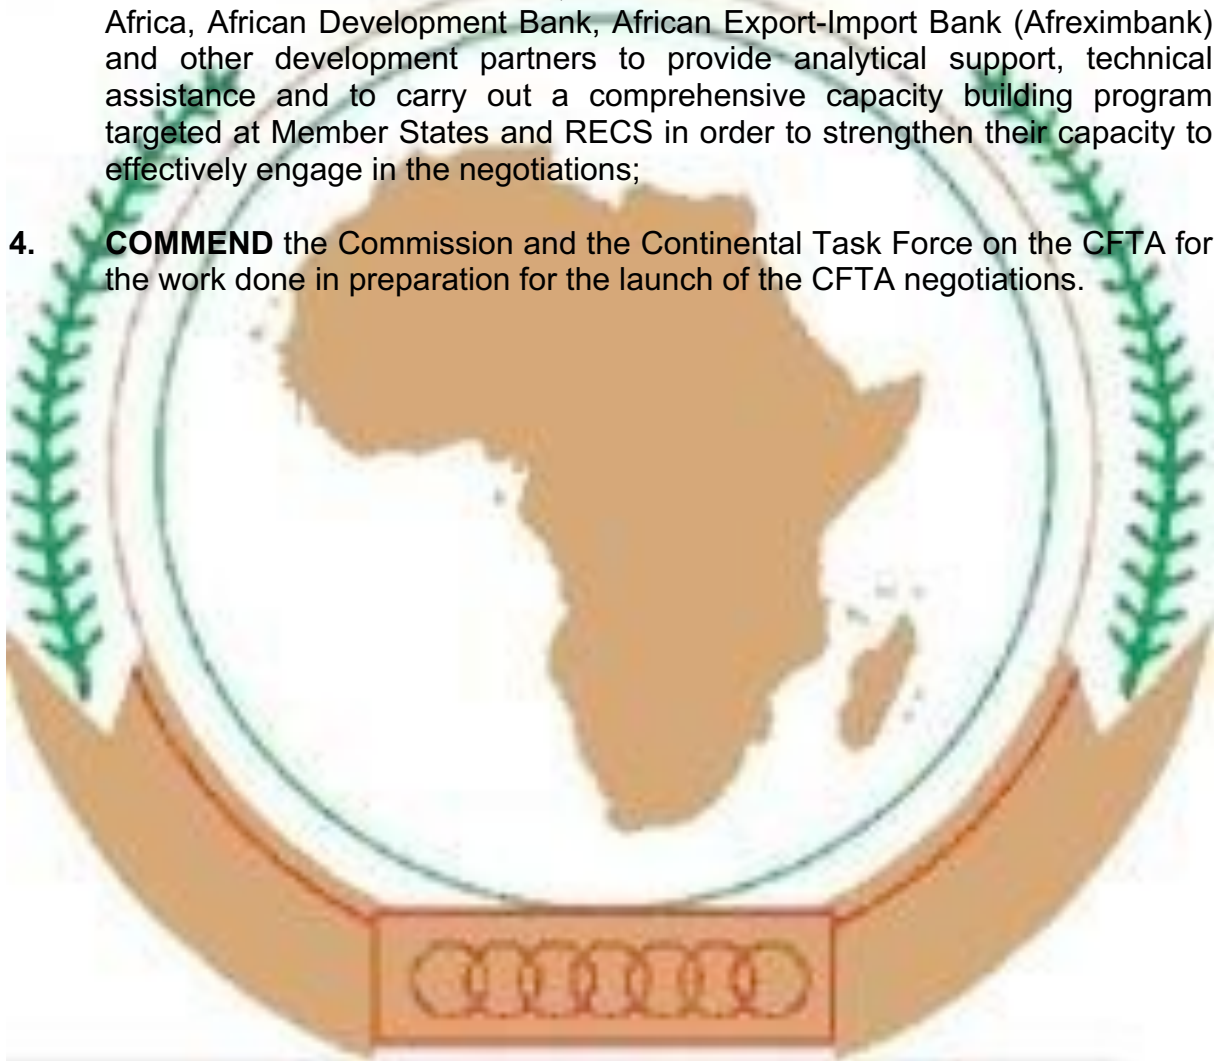 Africa, African Development Bank, African Export-Import Bank (Afreximbank)
and other development partners to provide analytical support, technical
assistance and to carry out a comprehensive capacity building program
targeted at Member States and RECS in order to strengthen their capacity to
effectively engage in the negotiations;
4. COMMEND the Commission and the Continental Task Force on the CFTA for
the work done in preparation for the launch of the CFTA negotiations.